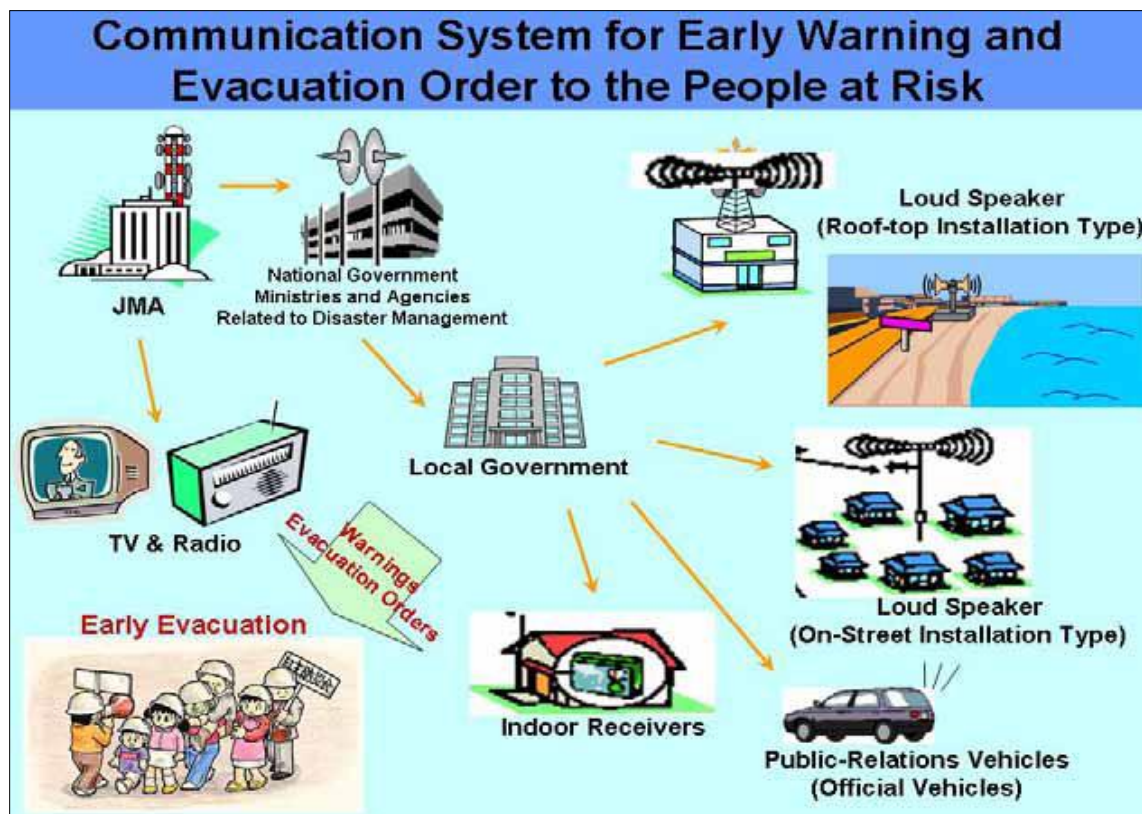 Communication System for Early Warning and
Evacuation Order to the People at Risk
JMA
National Government
Ministries and Agencies
Related to Disaster Management
Loud Speaker
(Roof-top Installation Type)
Local Government
TV & Radio
Warnings
Evacuation Orders
Loud Speaker
(On-Street Installation Type)
Early Evacuation
Indoor Receivers
Public-Relations Vehicles
(Official Vehicles)